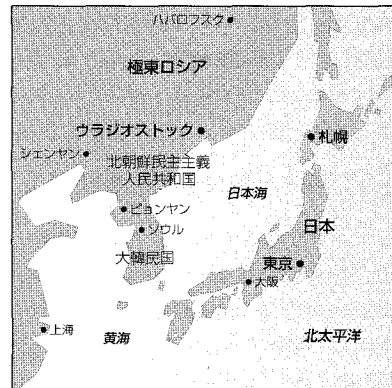 ハバロフスク
極東ロシア
ウラジオストック
札幌
シェンヤン
北朝鮮民主主義
人民共和国
日本海
ピョンヤン
日本
ソウル
大韓民国
東京
大阪
上海
黄海
北太平洋